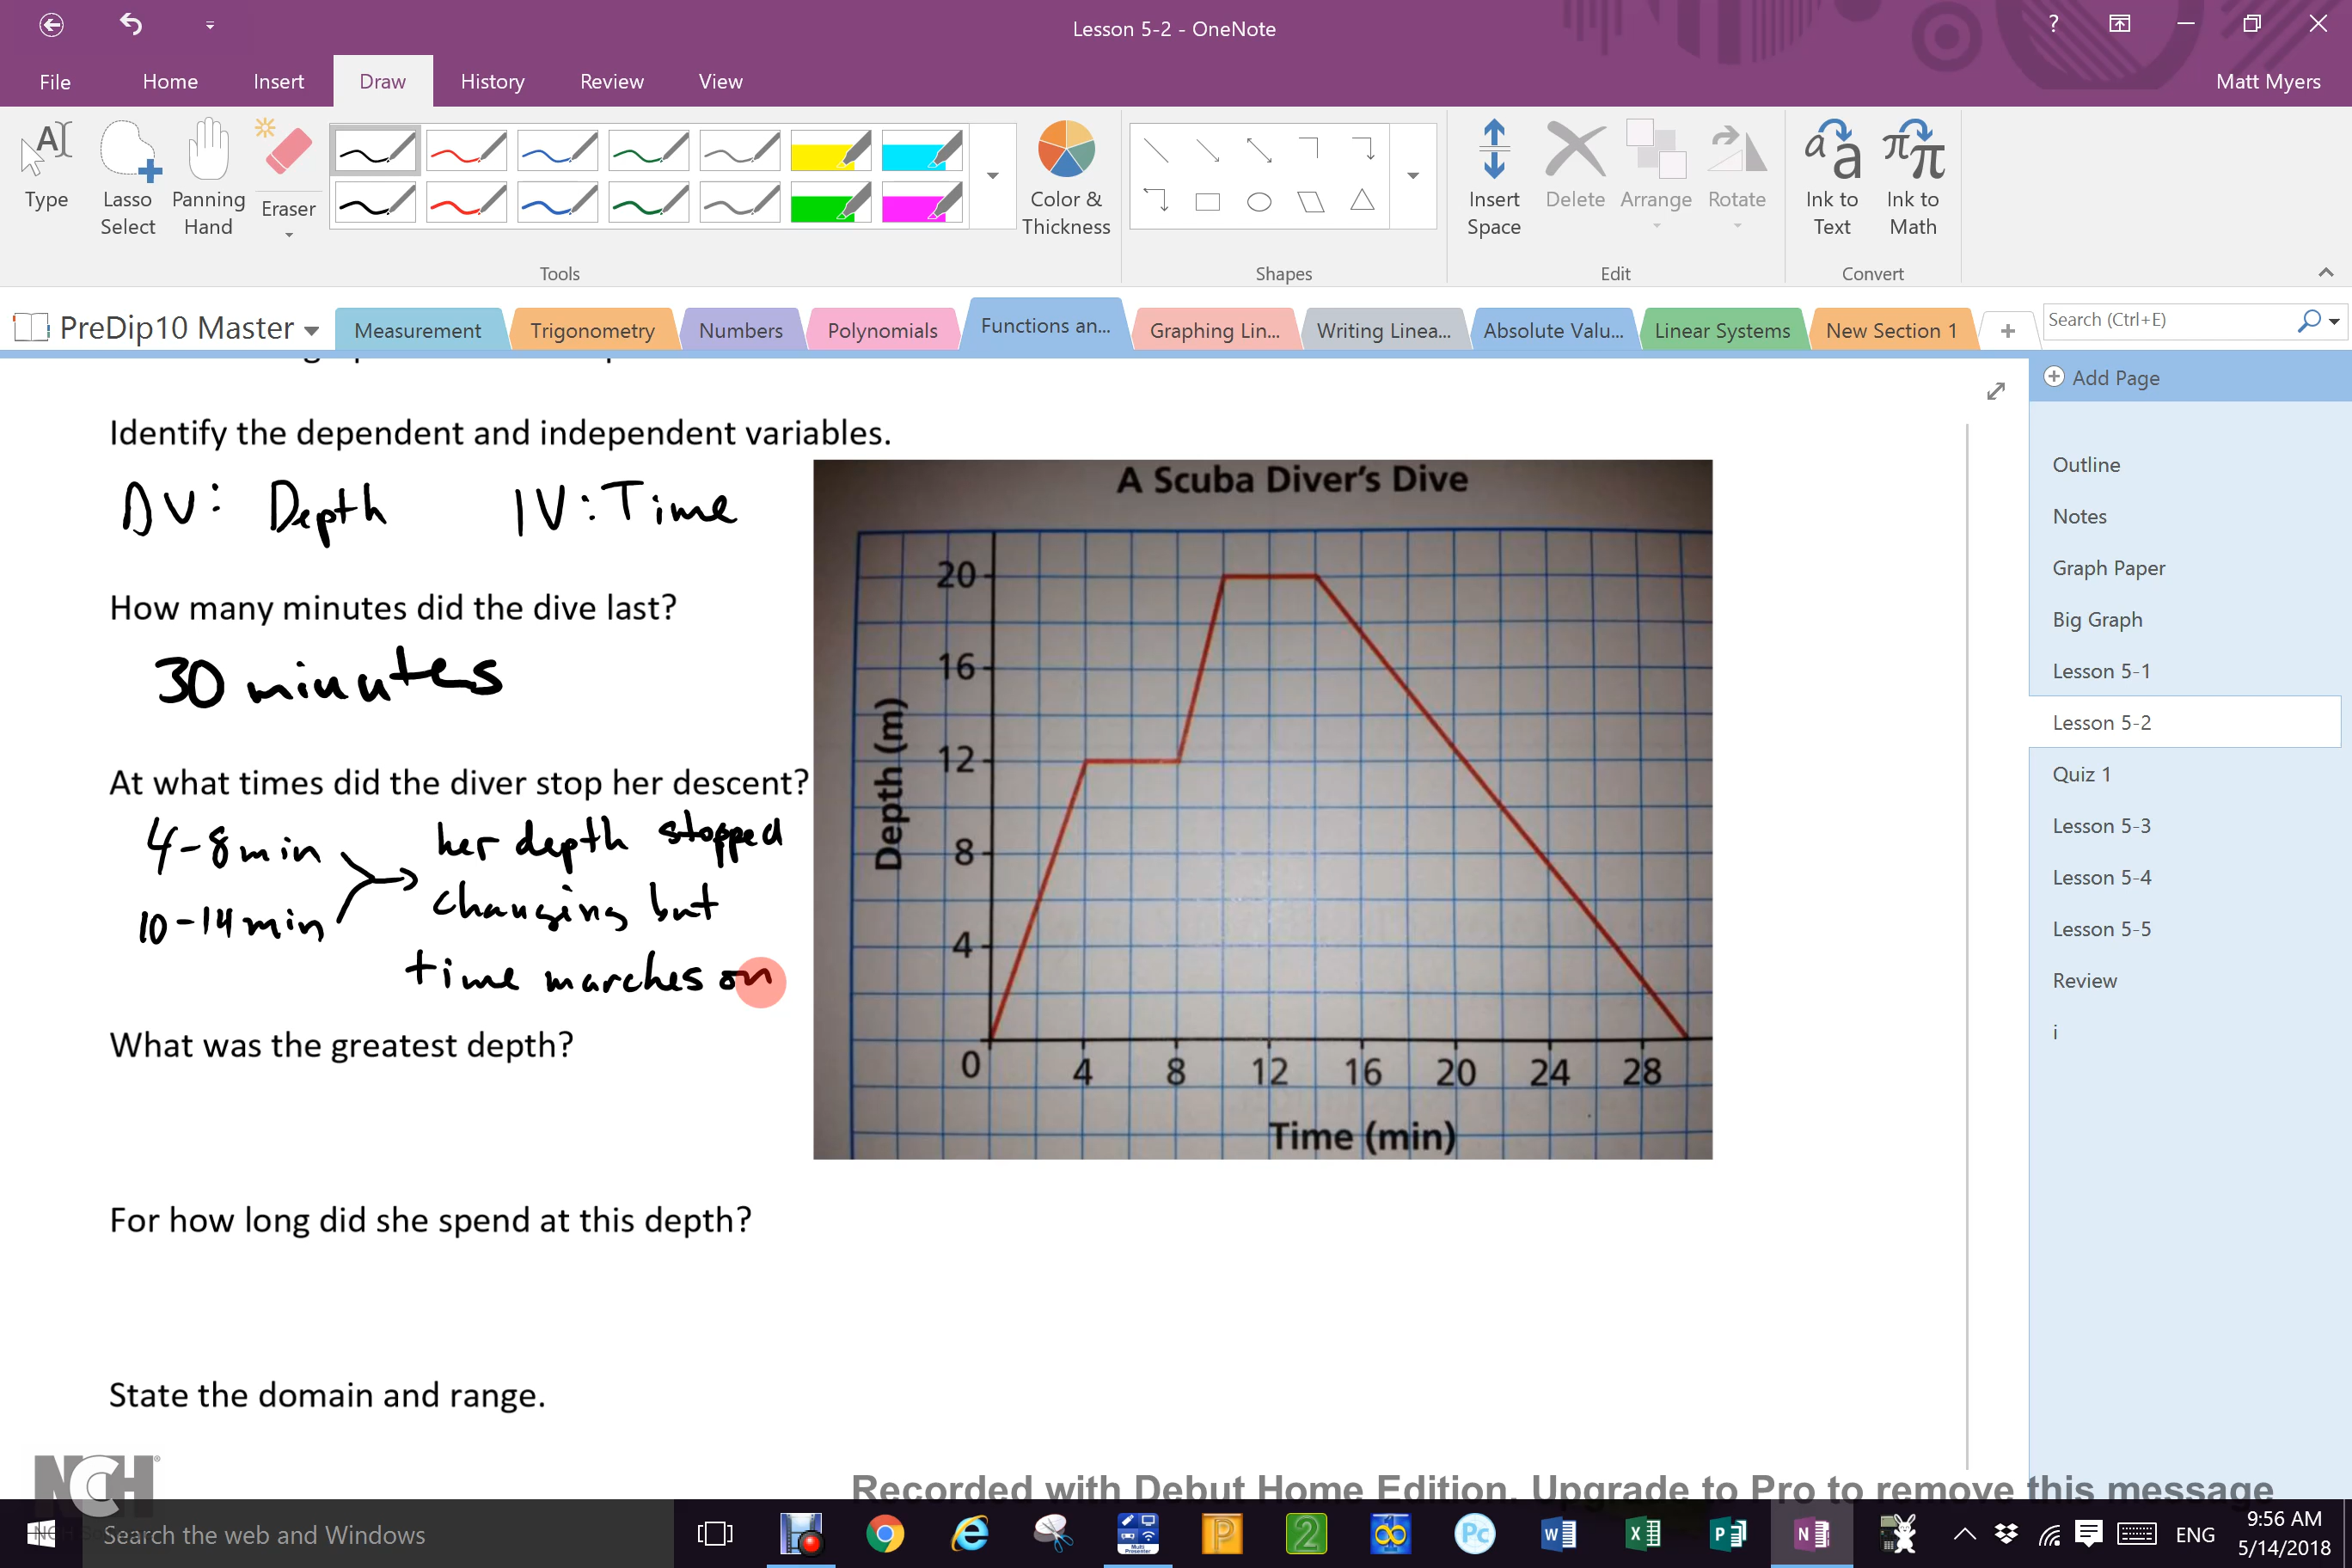 Lesson 5-2 - OneNote
?
File Home Insert Draw History Review View Matt Myers
Type Lasso Select Panning Hand Eraser Color & Thickness Insert Space Delete Arrange Rotate Ink to Text Ink to Math
Tools Shapes Edit Convert
PreDip10 Master Measurement Trigonometry Numbers Polynomials Functions an... Graphing Lin... Writing Linea... Absolute Valu... Linear Systems New Section 1 + Search (Ctrl+E)
Add Page
Outline
Notes
Graph Paper
Big Graph
Lesson 5-1
Lesson 5-2
Quiz 1
Lesson 5-3
Lesson 5-4
Lesson 5-5
Review
i
Identify the dependent and independent variables.
DV: Depth IV: Time
How many minutes did the dive last?
30 minutes
At what times did the diver stop her descent?
4-8 min
10-14 min
her depth stopped
changing but
time marches on
What was the greatest depth?
For how long did she spend at this depth?
State the domain and range.
A Scuba Diver's Dive
Depth (m)
20
16
12
8
4
0 4 8 12 16 20 24 28
Time (min)
NCH
Recorded with Debut Home Edition. Upgrade to Pro to remove this message
Search the web and Windows
ENG
9:56 AM
5/14/2018